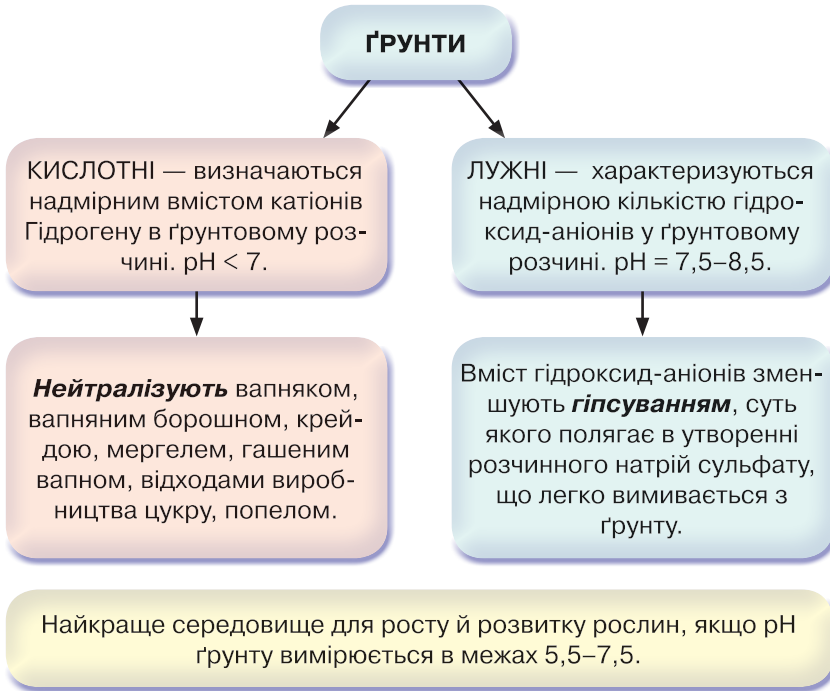 ҐРУНТИ
КИСЛОТНІ — визначаються
надмірним вмістом катіонів
Гідрогену в ґрунтовому роз-
чині. pH < 7.
ЛУЖНІ — характеризуються
надмірною кількістю гідро-
ксид-аніонів у ґрунтовому
розчині. pH = 7,5–8,5.
Нейтралізують вапняком,
вапняним борошном, крей-
дою, мергелем, гашеним
вапном, відходами вироб-
ництва цукру, попелом.
Вміст гідроксид-аніонів змен-
шують гіпсуванням, суть
якого полягає в утворенні
розчинного натрій сульфату,
що легко вимивається з
ґрунту.
Найкраще середовище для росту й розвитку рослин, якщо pH
ґрунту вимірюється в межах 5,5–7,5.